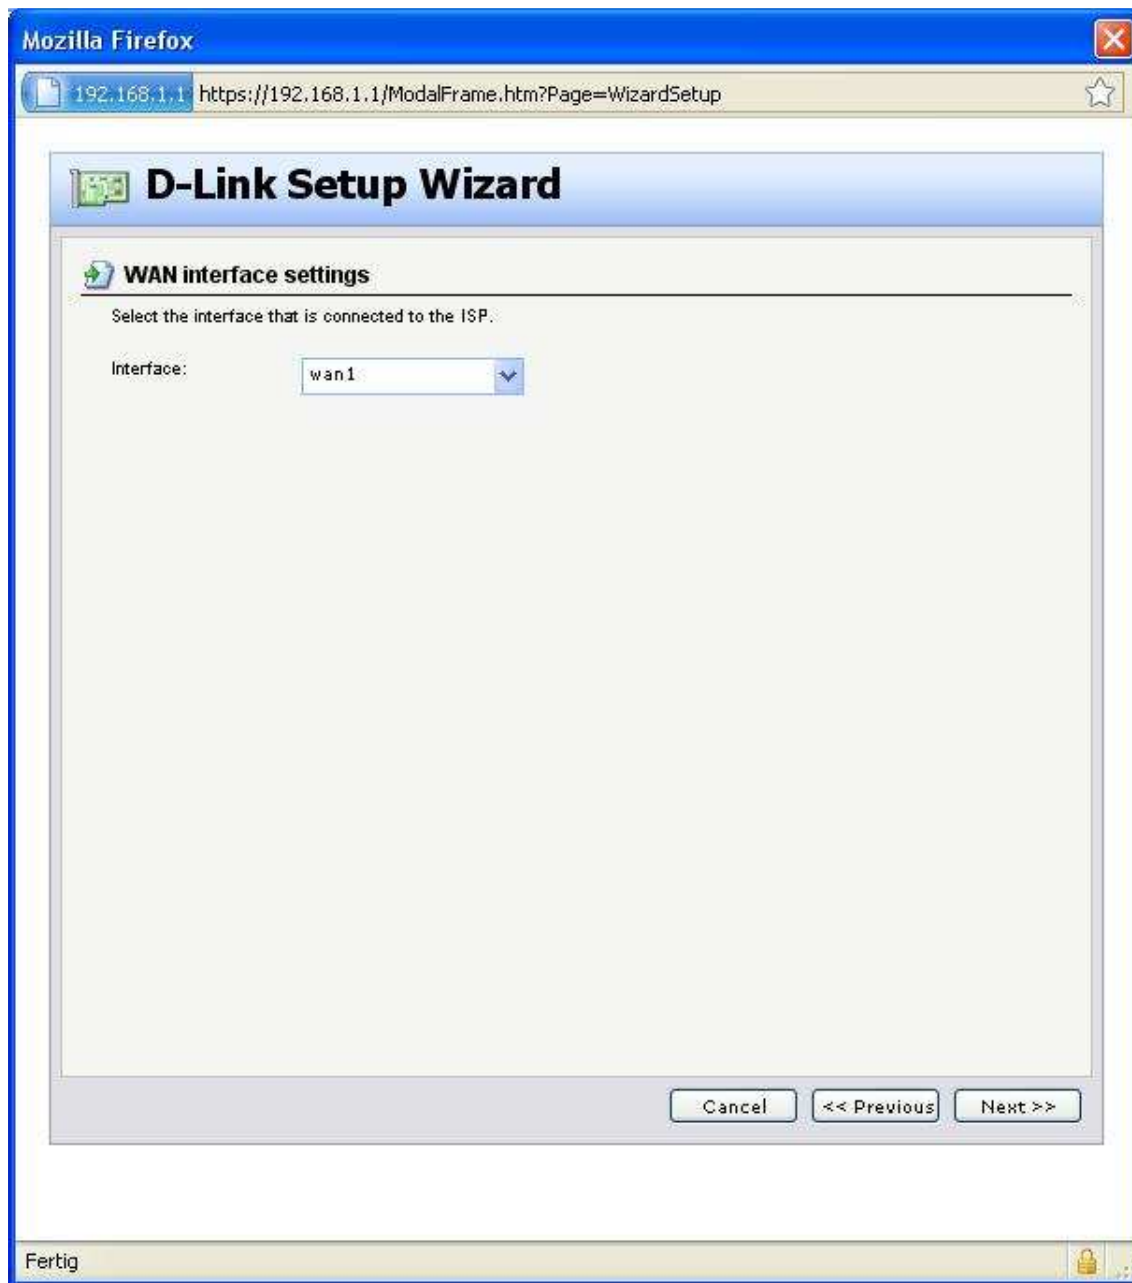 Mozilla Firefox
192.168.1.1 https://192.168.1.1/ModalFrame.htm?Page=WizardSetup
D-Link Setup Wizard
WAN interface settings
Select the interface that is connected to the ISP.
Interface: wan1
Cancel << Previous Next >>
Fertig